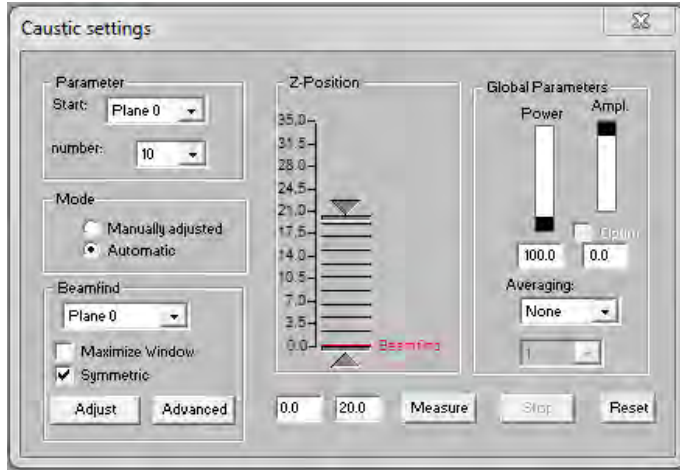 Caustic settings
Parameter
Start:
Plane 0
number:
10
Mode
Manually adjusted
Automatic
Beamfind
Plane 0
Maximize Window
Symmetric
Adjust
Advanced
Z-Position
35.0
31.5
28.0
24.5
21.0
17.5
14.0
10.5
7.0
3.5
0.0
Beamfind
0.0
20.0
Measure
Stop
Reset
Global Parameters
Power
Ampl.
100.0
0.0
Averaging:
None
1